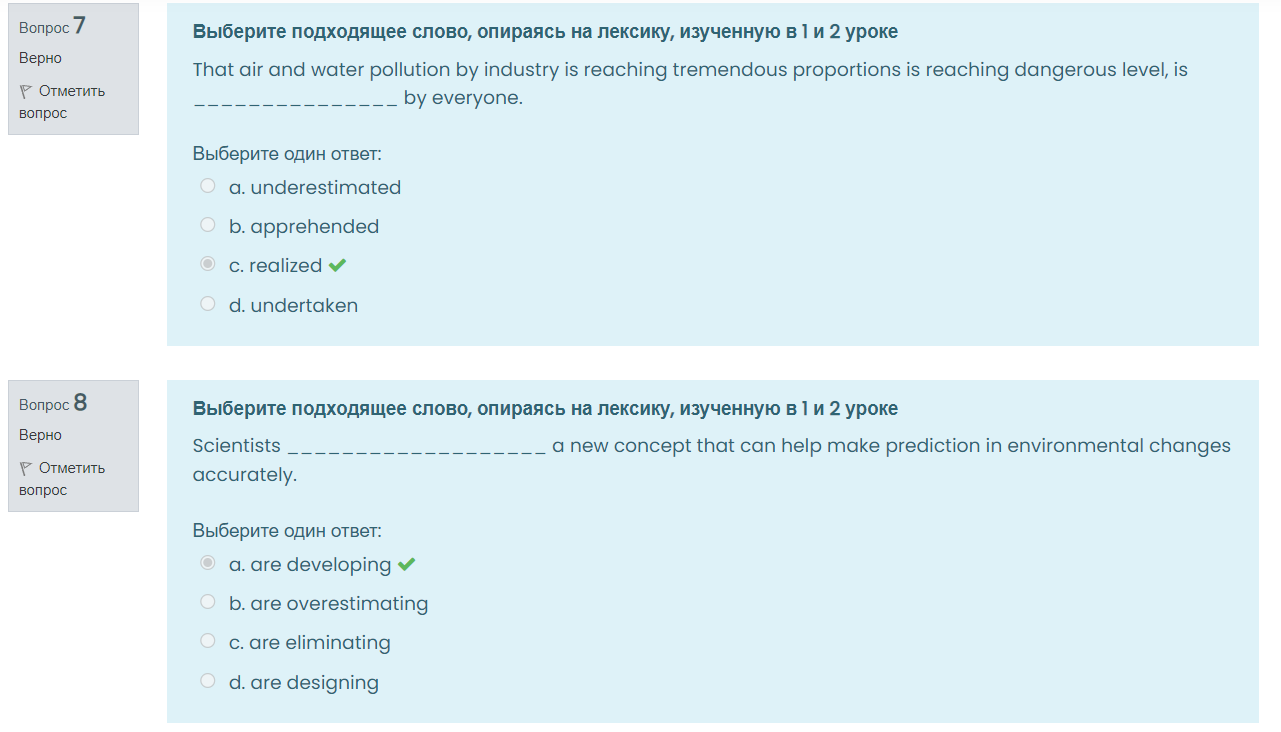 Вопрос 7
Верно
Отметить
вопрос
Выберите подходящее слово, опираясь на лексику, изученную в 1 и 2 уроке
That air and water pollution by industry is reaching tremendous proportions is reaching dangerous level, is
_______________ by everyone.
Выберите один ответ:
a. underestimated
b. apprehended
c. realized
d. undertaken
Вопрос 8
Верно
Отметить
вопрос
Выберите подходящее слово, опираясь на лексику, изученную в 1 и 2 уроке
Scientists ___________________ a new concept that can help make prediction in environmental changes
accurately.
Выберите один ответ:
a. are developing
b. are overestimating
c. are eliminating
d. are designing